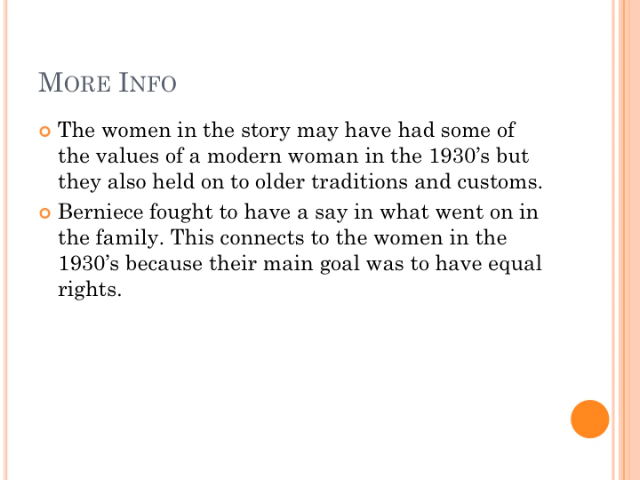 More Info
The women in the story may have had some of
the values of a modern woman in the 1930’s but
they also held on to older traditions and customs.
Berniece fought to have a say in what went on in
the family. This connects to the women in the
1930’s because their main goal was to have equal
rights.